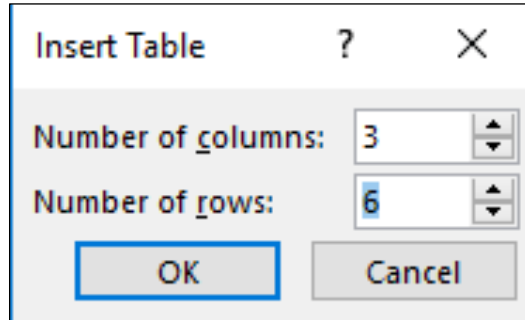 Insert Table ?
Number of columns: 3
Number of rows: 6
OK Cancel